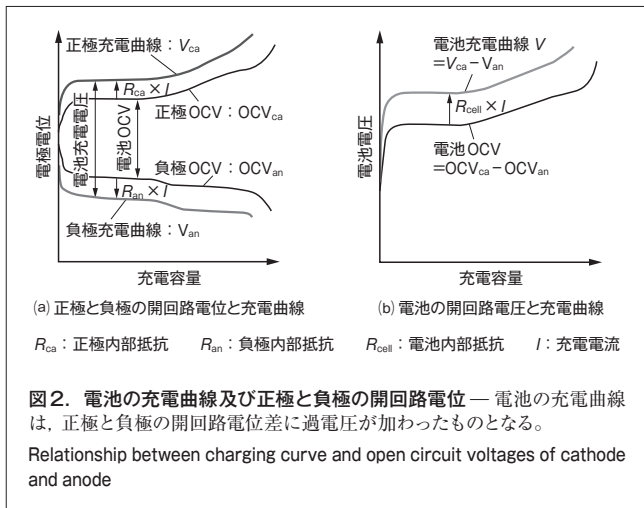 正極充電曲線：Vca
Rca × I
正極OCV：OCVca
電極電位
電池充電電圧
電池OCV
負極OCV：OCVan
Ran × I
負極充電曲線：Van
充電容量
(a) 正極と負極の開回路電位と充電曲線
電池充電曲線 V
=Vca－Van
Rcell × I
電池電圧
電池OCV
=OCVca－OCVan
充電容量
(b) 電池の開回路電圧と充電曲線
Rca：正極内部抵抗　Ran：負極内部抵抗　Rcell：電池内部抵抗　I：充電電流
図2．電池の充電曲線及び正極と負極の開回路電位 — 電池の充電曲線
は，正極と負極の開回路電位差に過電圧が加わったものとなる。
Relationship between charging curve and open circuit voltages of cathode
and anode